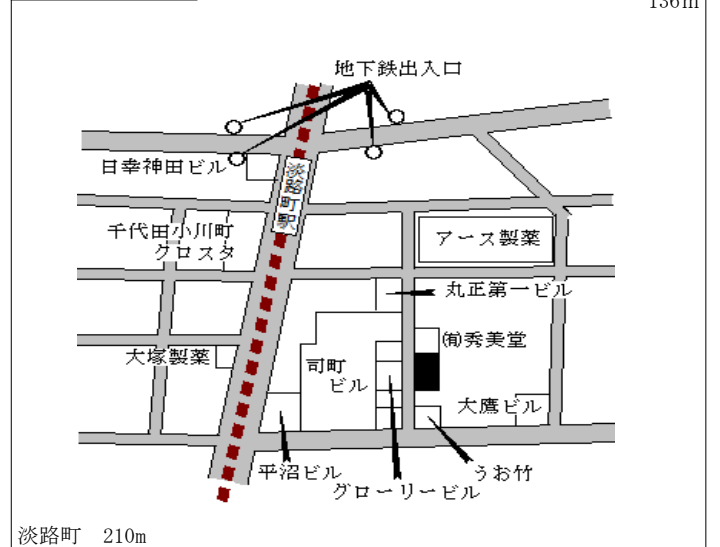 136m
地下鉄出入口
日幸神田ビル
淡路町駅
千代田小川町
クロスタ
アース製薬
丸正第一ビル
㈲秀美堂
大塚製薬
司町
ビル
大鷹ビル
平沼ビル
うお竹
グローリービル
淡路町 210m